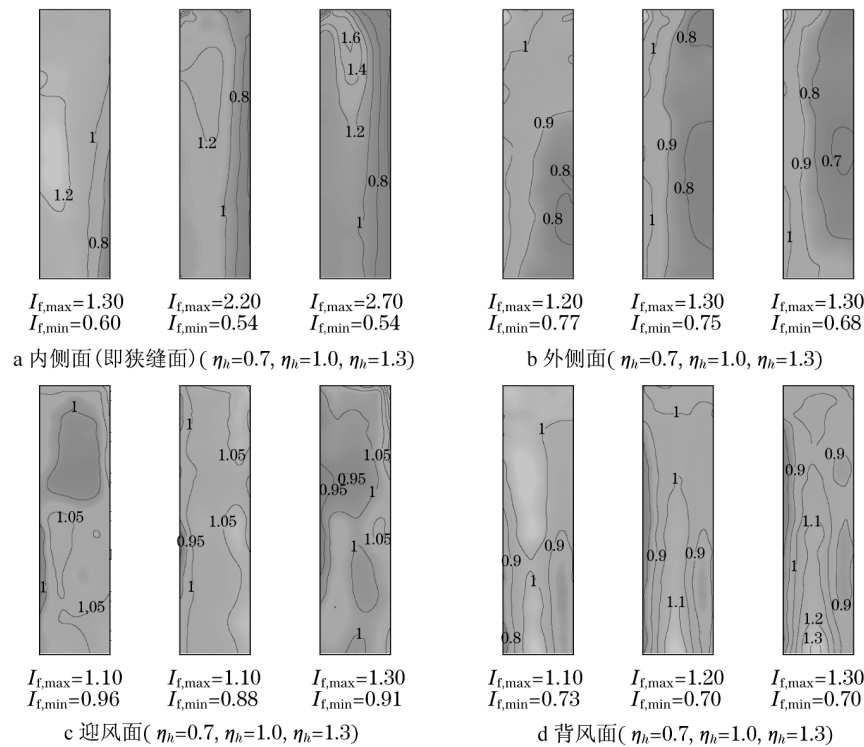 1.2
1
0.8
1.2
0.8
1
1.6
1.4
1.2
0.8
1
1
0.9
0.8
0.8
1
0.8
0.9
0.8
1
0.8
0.9
0.7
1
If,max=1.30
If,min=0.60
If,max=2.20
If,min=0.54
If,max=2.70
If,min=0.54
If,max=1.20
If,min=0.77
If,max=1.30
If,min=0.75
If,max=1.30
If,min=0.68
a 内侧面(即狭缝面)( ηh=0.7, ηh=1.0, ηh=1.3)
b 外侧面( ηh=0.7, ηh=1.0, ηh=1.3)
1
1.05
1
1.05
1
1.05
1.05
0.95
1
1.05
0.95
0.95
1
1.05
1
1
1
0.9
0.9
1
0.8
1
1
0.9
0.9
1.1
0.9
0.9
1.1
1
0.9
1.2
1.3
If,max=1.10
If,min=0.96
If,max=1.10
If,min=0.88
If,max=1.30
If,min=0.91
If,max=1.10
If,min=0.73
If,max=1.20
If,min=0.70
If,max=1.30
If,min=0.70
c 迎风面( ηh=0.7, ηh=1.0, ηh=1.3)
d 背风面( ηh=0.7, ηh=1.0, ηh=1.3)